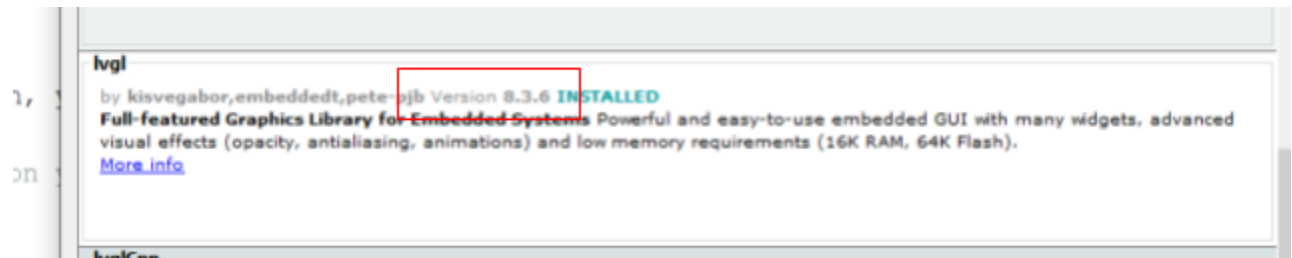 lvgl
n, y
by kisvegabor,embeddedt,pete-pjb Version 8.3.6 INSTALLED
Full-featured Graphics Library for Embedded Systems Powerful and easy-to-use embedded GUI with many widgets, advanced
visual effects (opacity, antialiasing, animations) and low memory requirements (16K RAM, 64K Flash).
on y
More info
lvglCpp